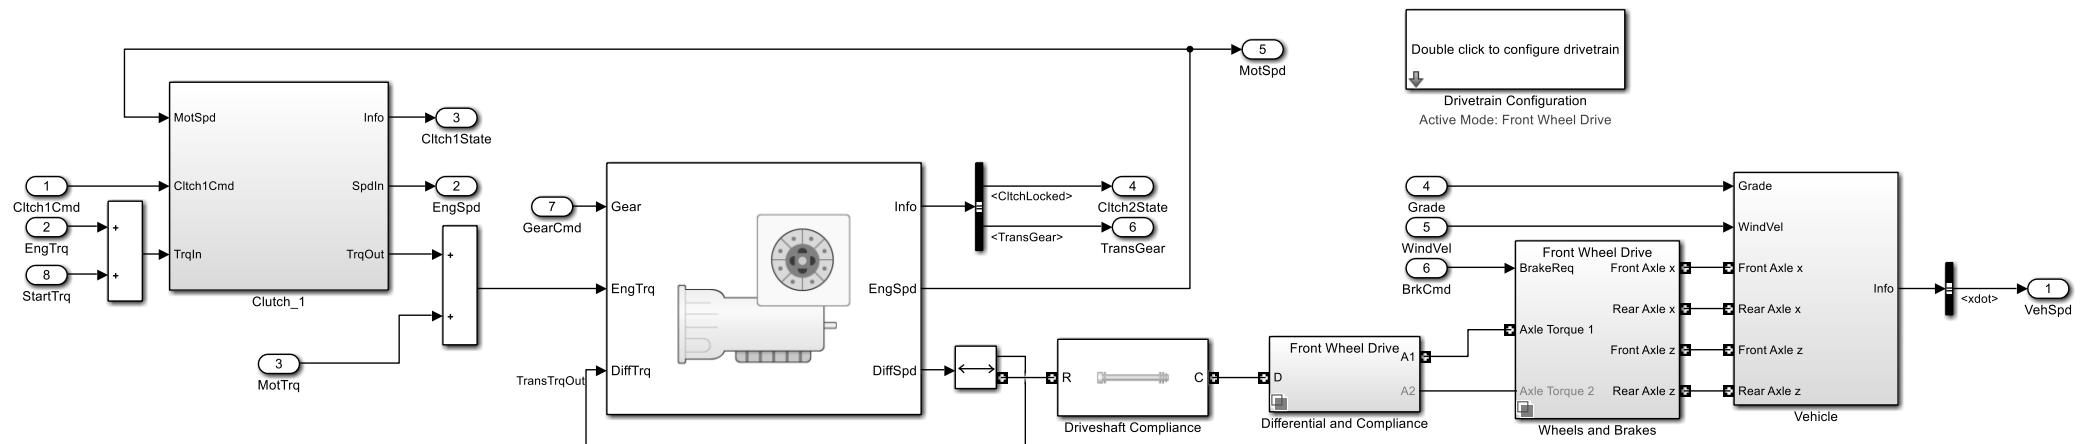 5
MotSpd
Double click to configure drivetrain
Drivetrain Configuration
Active Mode: Front Wheel Drive
MotSpd
Info
3
Cltch1State
1
Cltch1Cmd
Cltch1Cmd
SpdIn
2
EngSpd
2
EngTrq
+
+
8
StartTrq
TrqIn
TrqOut
Clutch_1
+
+
3
MotTrq
7
GearCmd
Gear
Info
EngTrq
EngSpd
DiffTrq
DiffSpd
TransTrqOut
<CltchLocked>
4
Cltch2State
<TransGear>
6
TransGear
R
C
Driveshaft Compliance
Front Wheel Drive
D
A1
A2
Differential and Compliance
4
Grade
5
WindVel
6
BrkCmd
Front Wheel Drive
BrakeReq
Front Axle x
Rear Axle x
Axle Torque 1
Front Axle z
Axle Torque 2
Rear Axle z
Wheels and Brakes
Grade
WindVel
Front Axle x
Info
Rear Axle x
Front Axle z
Rear Axle z
Vehicle
<xdot>
1
VehSpd